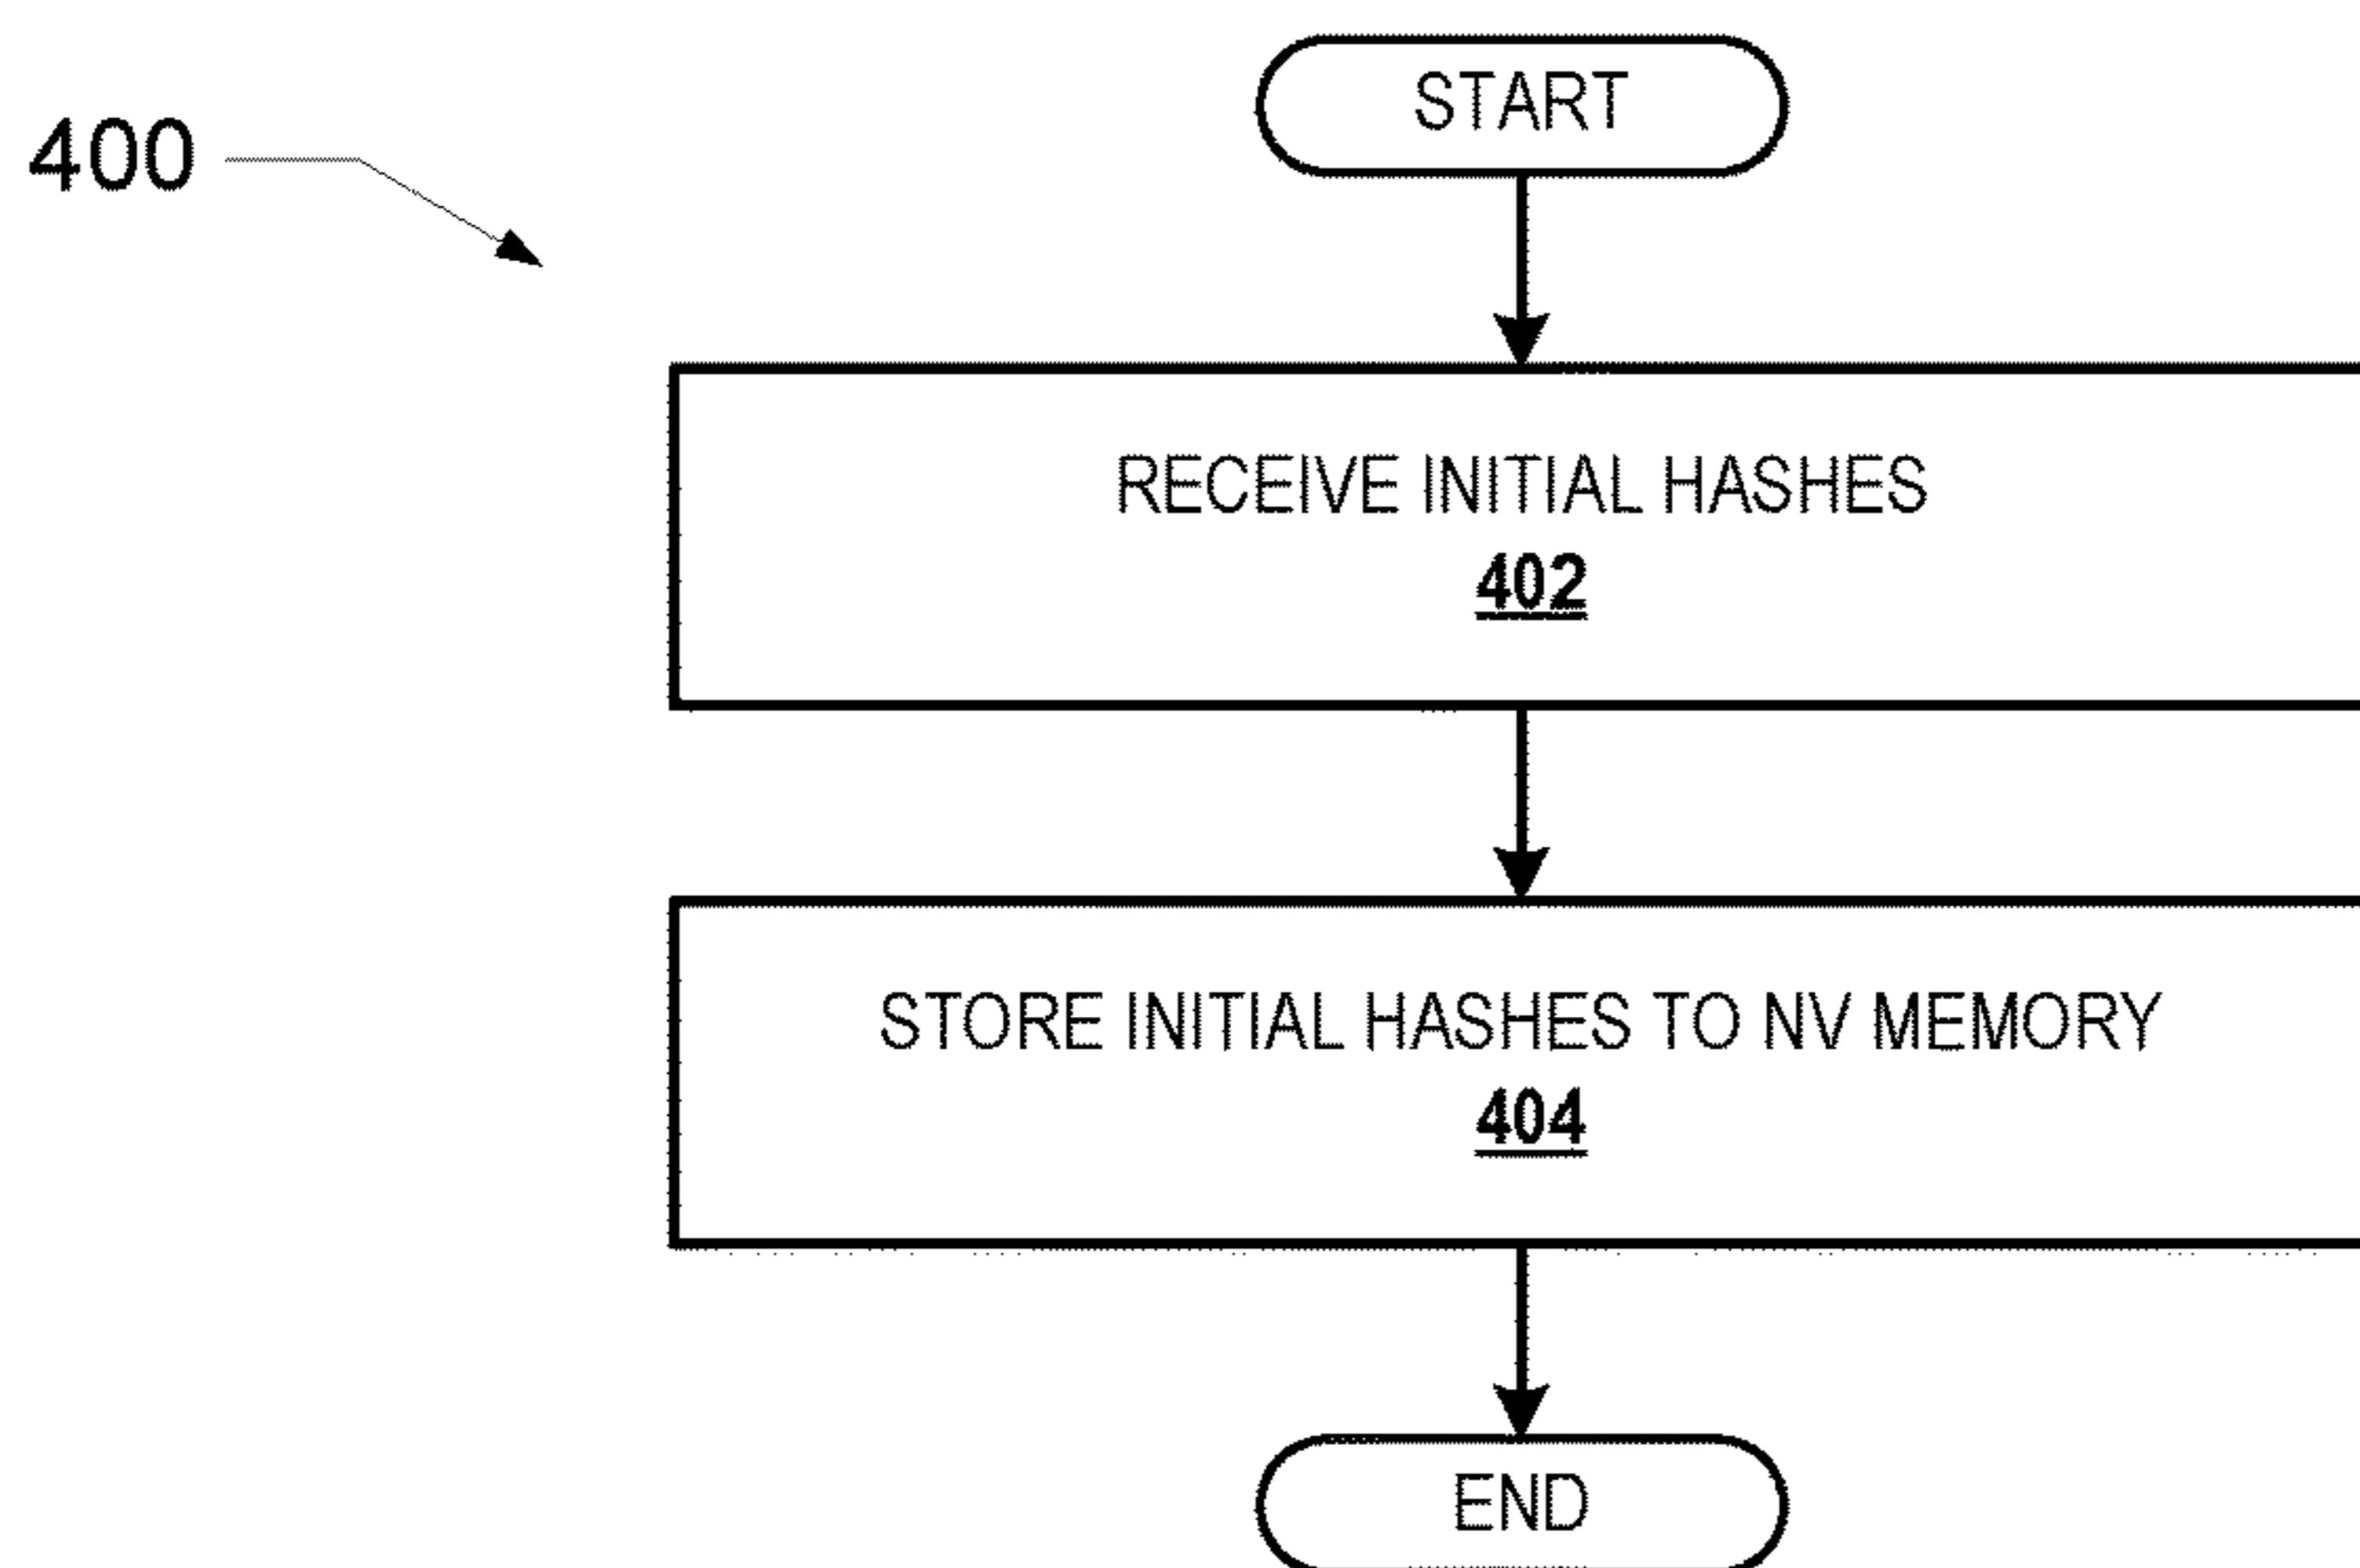 START
400
RECEIVE INITIAL HASHES
402
STORE INITIAL HASHES TO NV MEMORY
404
END